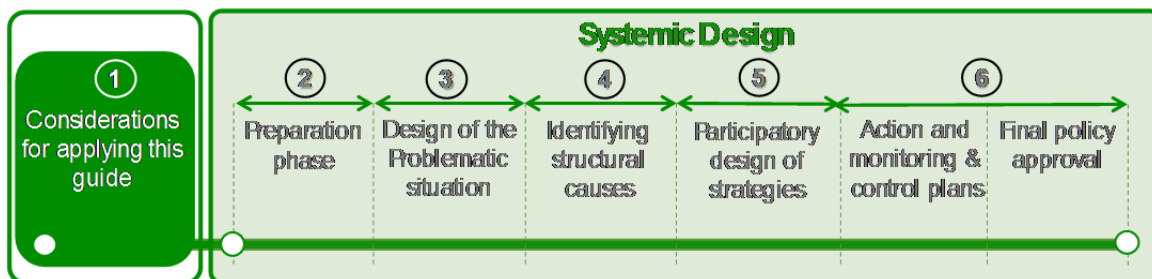 Systemic Design
1
Considerations
for applying this
guide
2
Preparation
phase
3
Design of the
Problematic
situation
4
Identifying
structural
causes
5
Participatory
design of
strategies
6
Action and
monitoring &
control plans
Final policy
approval